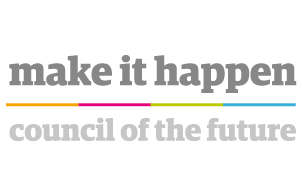 make it happen
council of the future